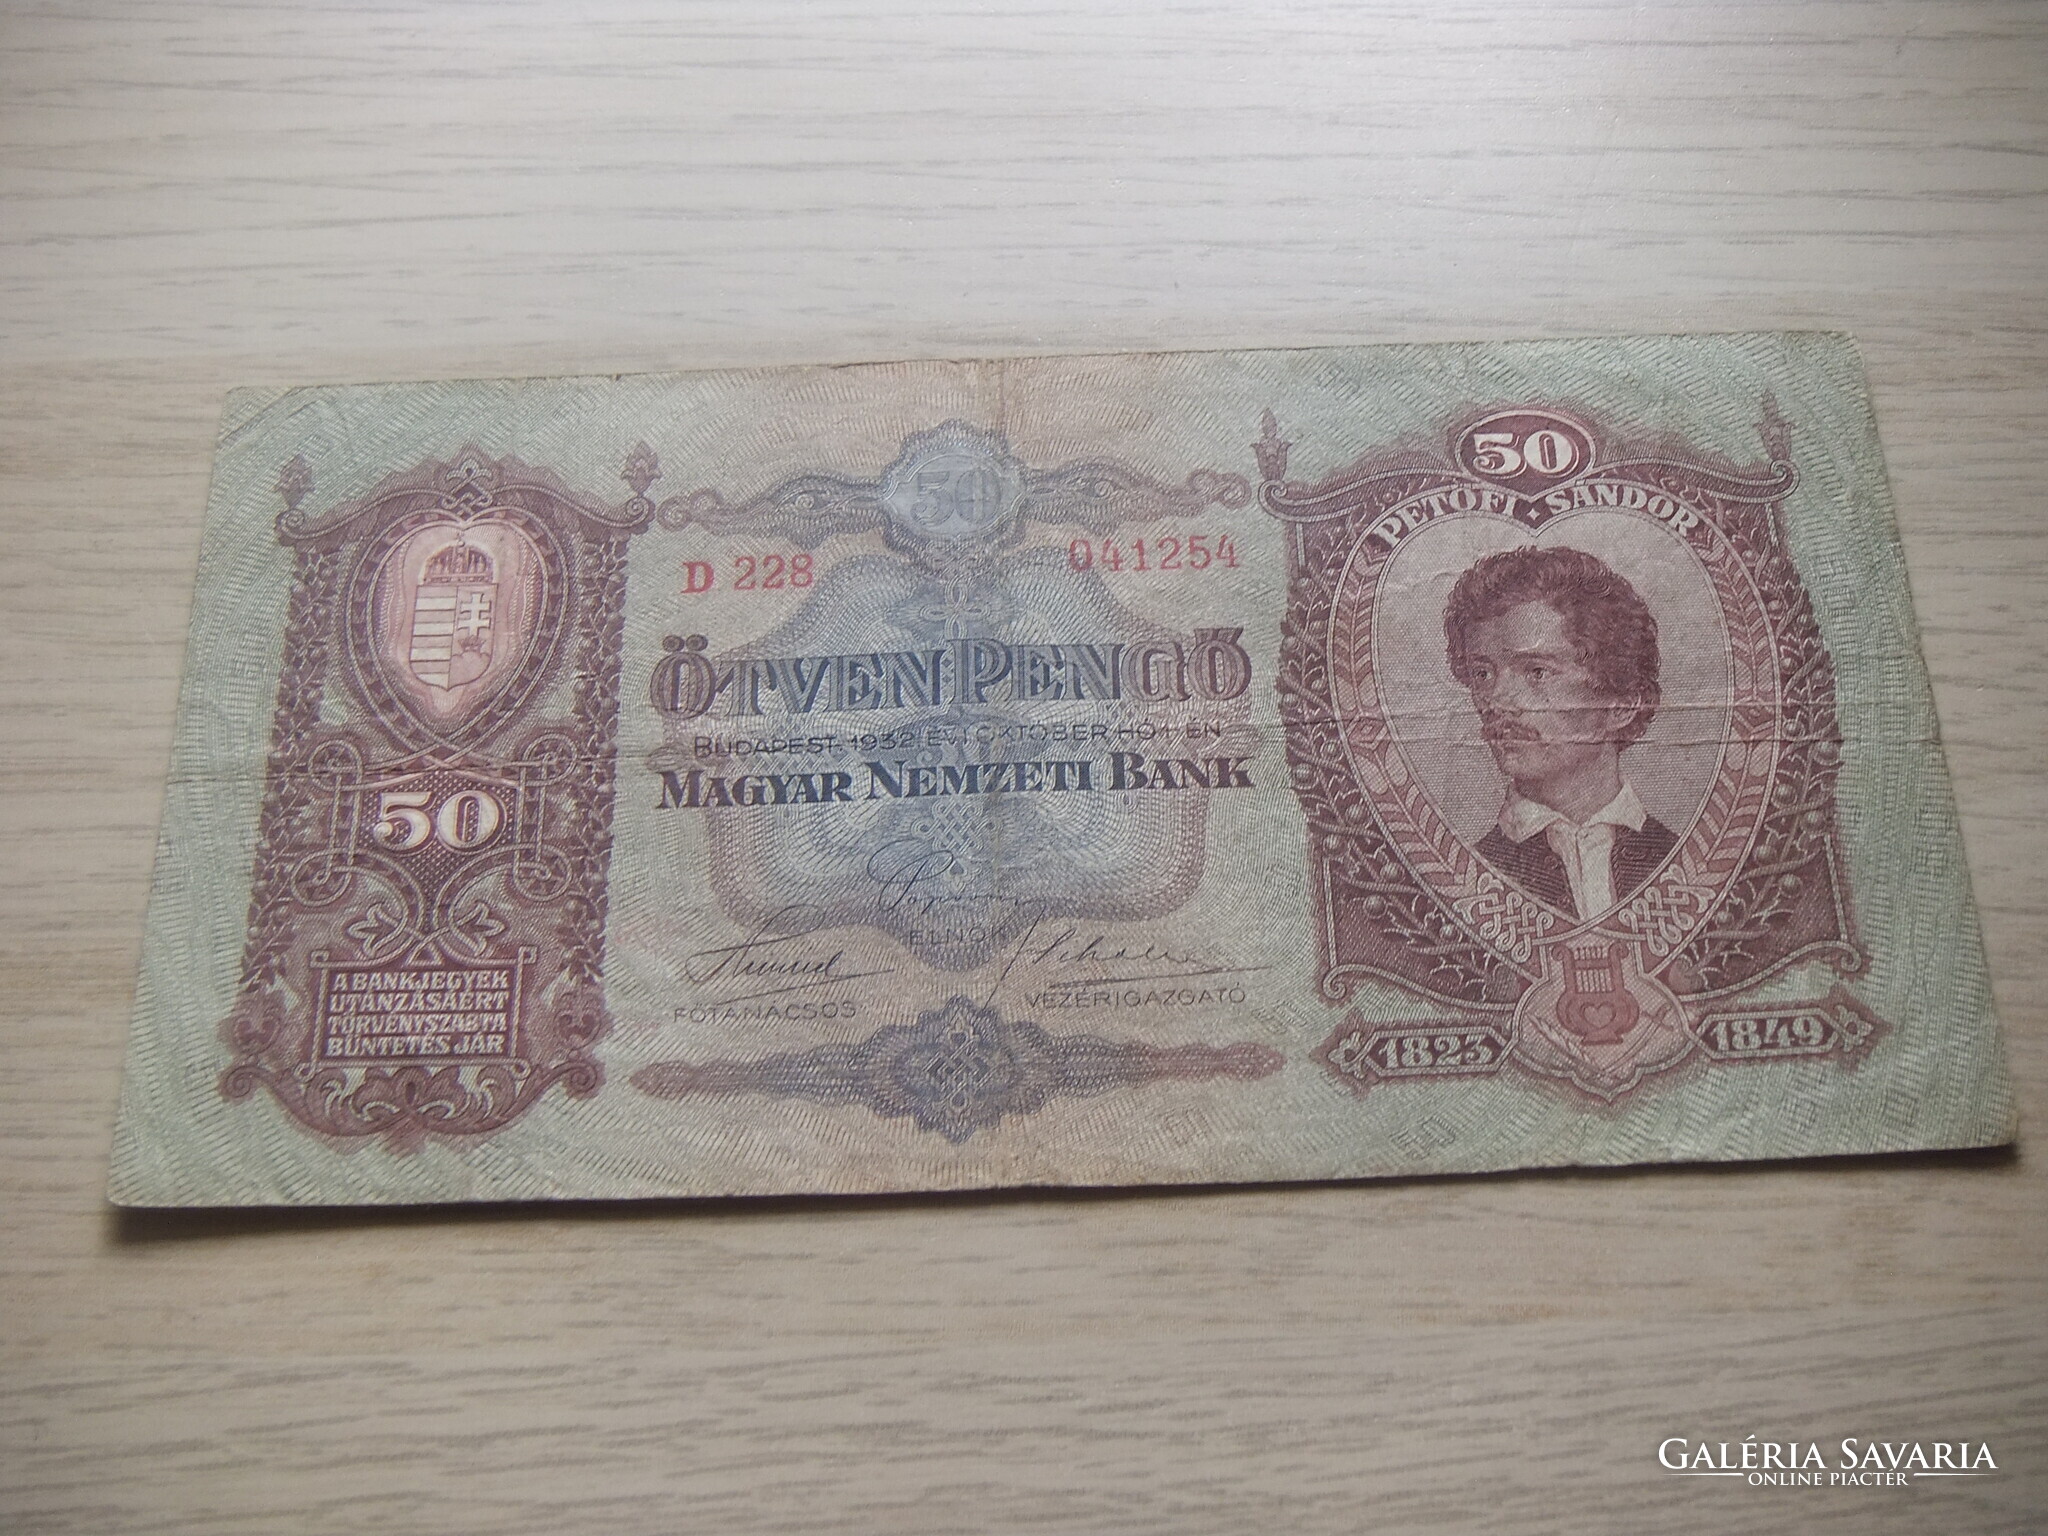 50
PETŐFI · SÁNDOR
50
D 228
041254
ÖTVEN PENGŐ
BUDAPEST. 1932 ÉVI OKTÓBER HÓ 1-ÉN
MAGYAR NEMZETI BANK
50
ELNÖK
FŐTANÁCSOS
VEZÉRIGAZGATÓ
A BANKJEGYEK
UTÁNZÁSÁÉRT
TÖRVÉNYSZABTA
BÜNTETÉS JÁR
1823
1849
GALÉRIA SAVARIA
ONLINE PIACTÉR